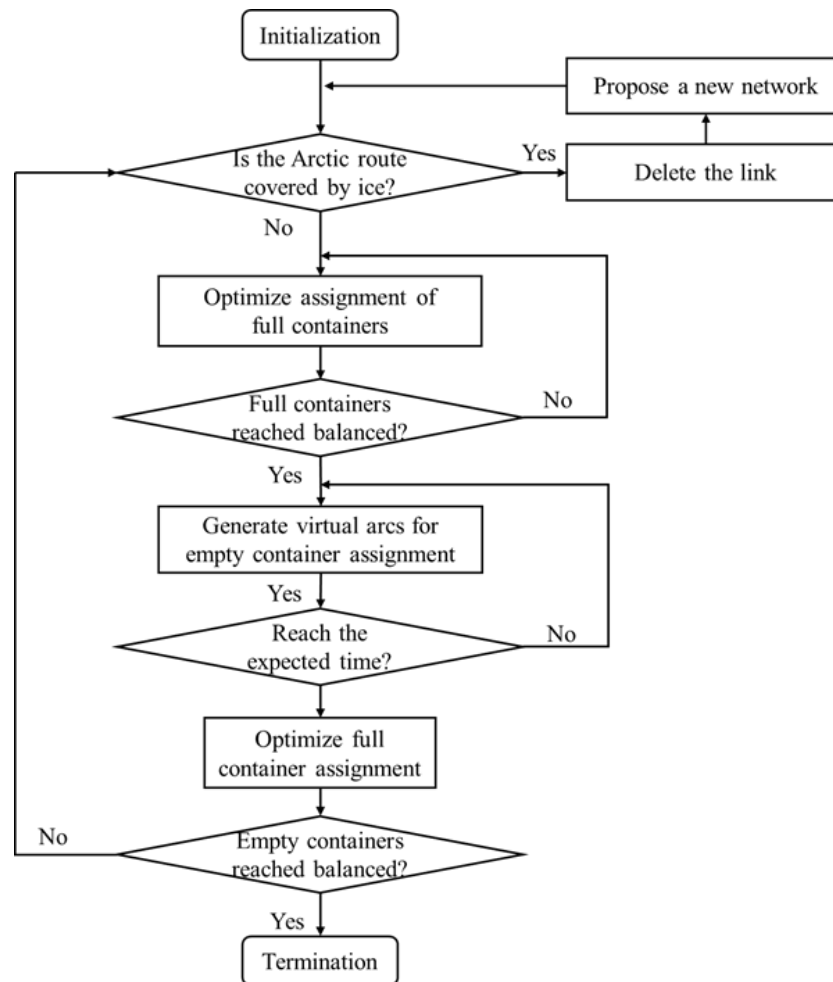 Initialization
Propose a new network
Is the Arctic route
covered by ice?
Yes
Delete the link
No
Optimize assignment of
full containers
Full containers
reached balanced?
No
Yes
Generate virtual arcs for
empty container assignment
Yes
Reach the
expected time?
No
Optimize full
container assignment
No
Empty containers
reached balanced?
Yes
Termination